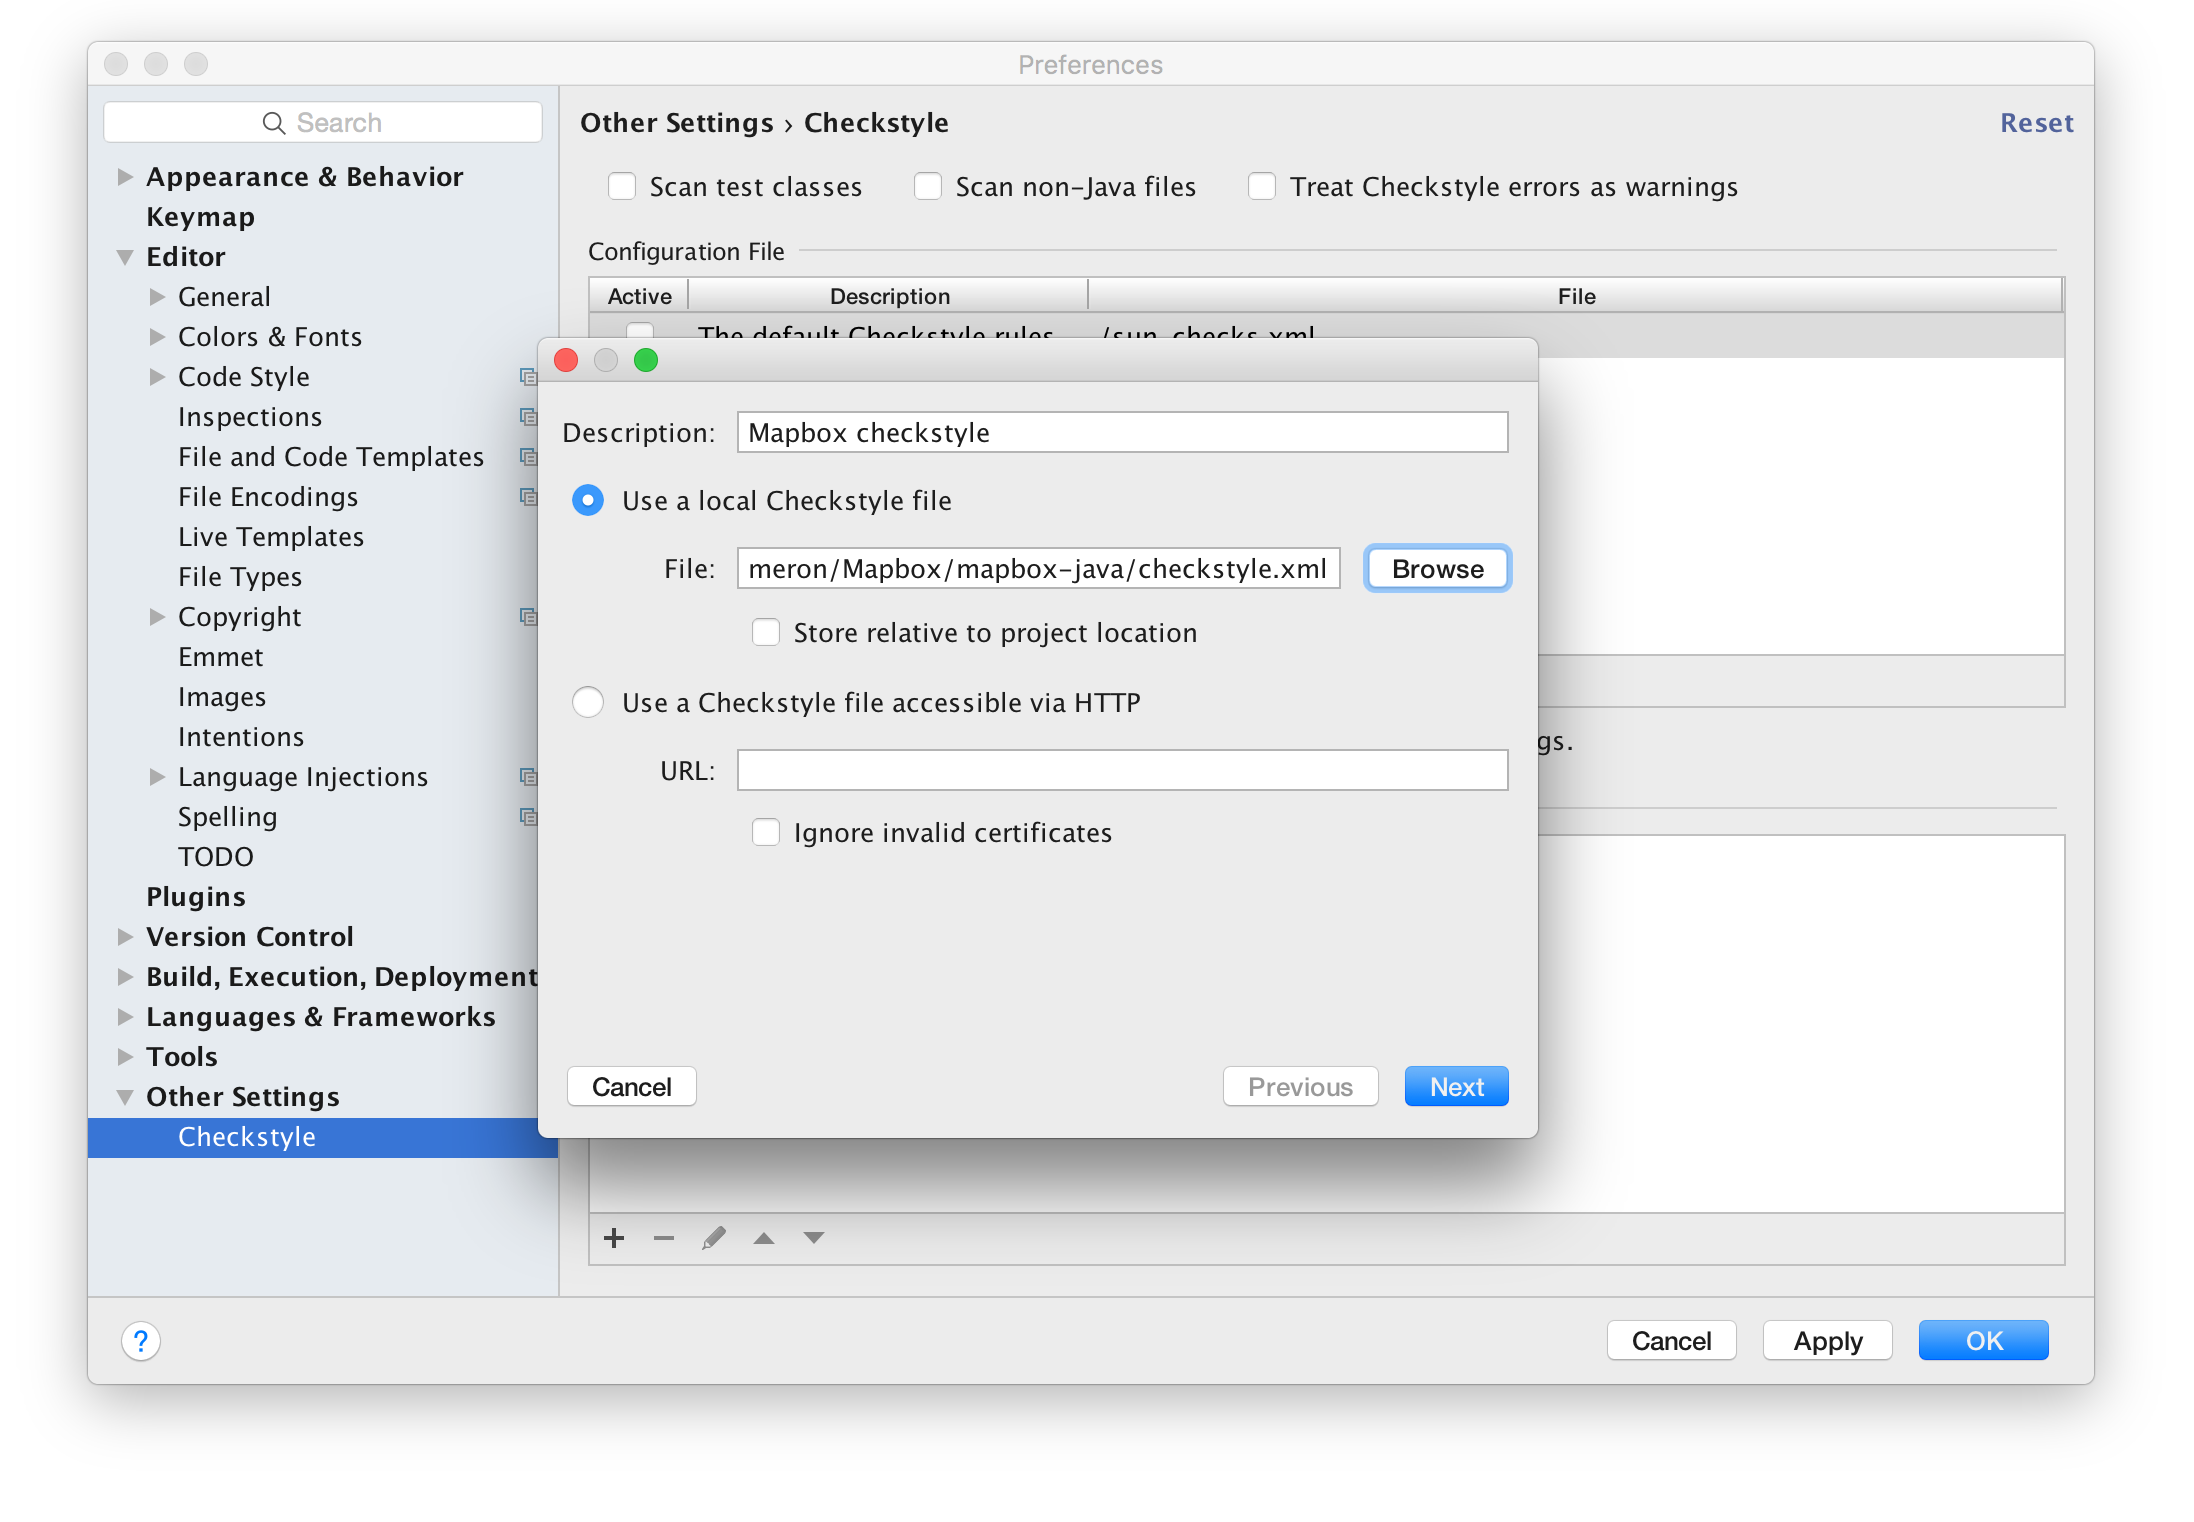 Preferences
Search
Appearance & Behavior
Keymap
Editor
General
Colors & Fonts
Code Style
Inspections
File and Code Templates
File Encodings
Live Templates
File Types
Copyright
Emmet
Images
Intentions
Language Injections
Spelling
TODO
Plugins
Version Control
Build, Execution, Deployment
Languages & Frameworks
Tools
Other Settings
Checkstyle
Other Settings › Checkstyle
Reset
Scan test classes
Scan non-Java files
Treat Checkstyle errors as warnings
Configuration File
Active Description File
The default Checkstyle rules /sun_checks.xml
Description: Mapbox checkstyle
Use a local Checkstyle file
File: meron/Mapbox/mapbox-java/checkstyle.xml Browse
Store relative to project location
Use a Checkstyle file accessible via HTTP
gs.
URL:
Ignore invalid certificates
Cancel Previous Next
? Cancel Apply OK